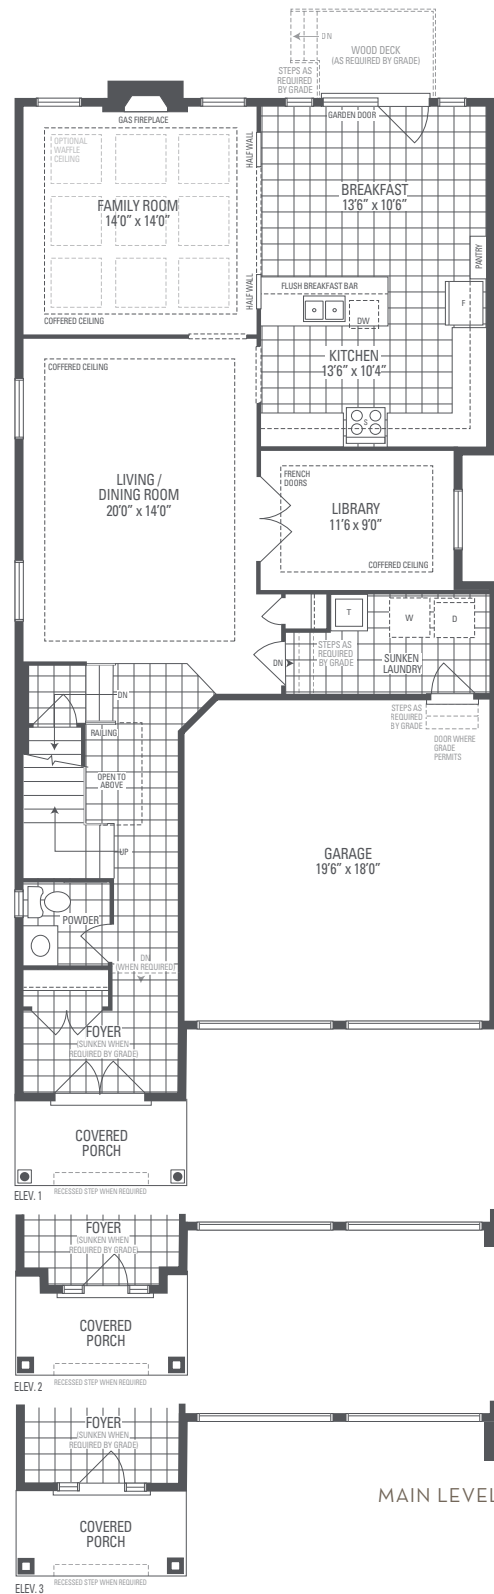 DN
WOOD DECK
(AS REQUIRED BY GRADE)
STEPS AS
REQUIRED
BY GRADE
GAS FIREPLACE
GARDEN DOOR
OPTIONAL
WAFFLE
CEILING
HALF WALL
FAMILY ROOM
14'0" x 14'0"
BREAKFAST
13'6" x 10'6"
PANTRY
HALF WALL
FLUSH BREAKFAST BAR
F
DW
COFFERED CEILING
KITCHEN
13'6" x 10'4"
COFFERED CEILING
S
LIVING /
DINING ROOM
20'0" x 14'0"
FRENCH
DOORS
LIBRARY
11'6 x 9'0"
COFFERED CEILING
T
W
D
STEPS AS
REQUIRED
BY GRADE
DN
SUNKEN
LAUNDRY
DN
RAILING
STEPS AS
REQUIRED
BY GRADE
DOOR WHERE
GRADE
PERMITS
OPEN TO
ABOVE
UP
GARAGE
19'6" x 18'0"
POWDER
DN
(WHEN REQUIRED)
FOYER
(SUNKEN WHEN
REQUIRED BY GRADE)
COVERED
PORCH
RECESSED STEP WHEN REQUIRED
ELEV. 1
FOYER
(SUNKEN WHEN
REQUIRED BY GRADE)
COVERED
PORCH
RECESSED STEP WHEN REQUIRED
ELEV. 2
FOYER
(SUNKEN WHEN
REQUIRED BY GRADE)
MAIN LEVEL
COVERED
PORCH
RECESSED STEP WHEN REQUIRED
ELEV. 3